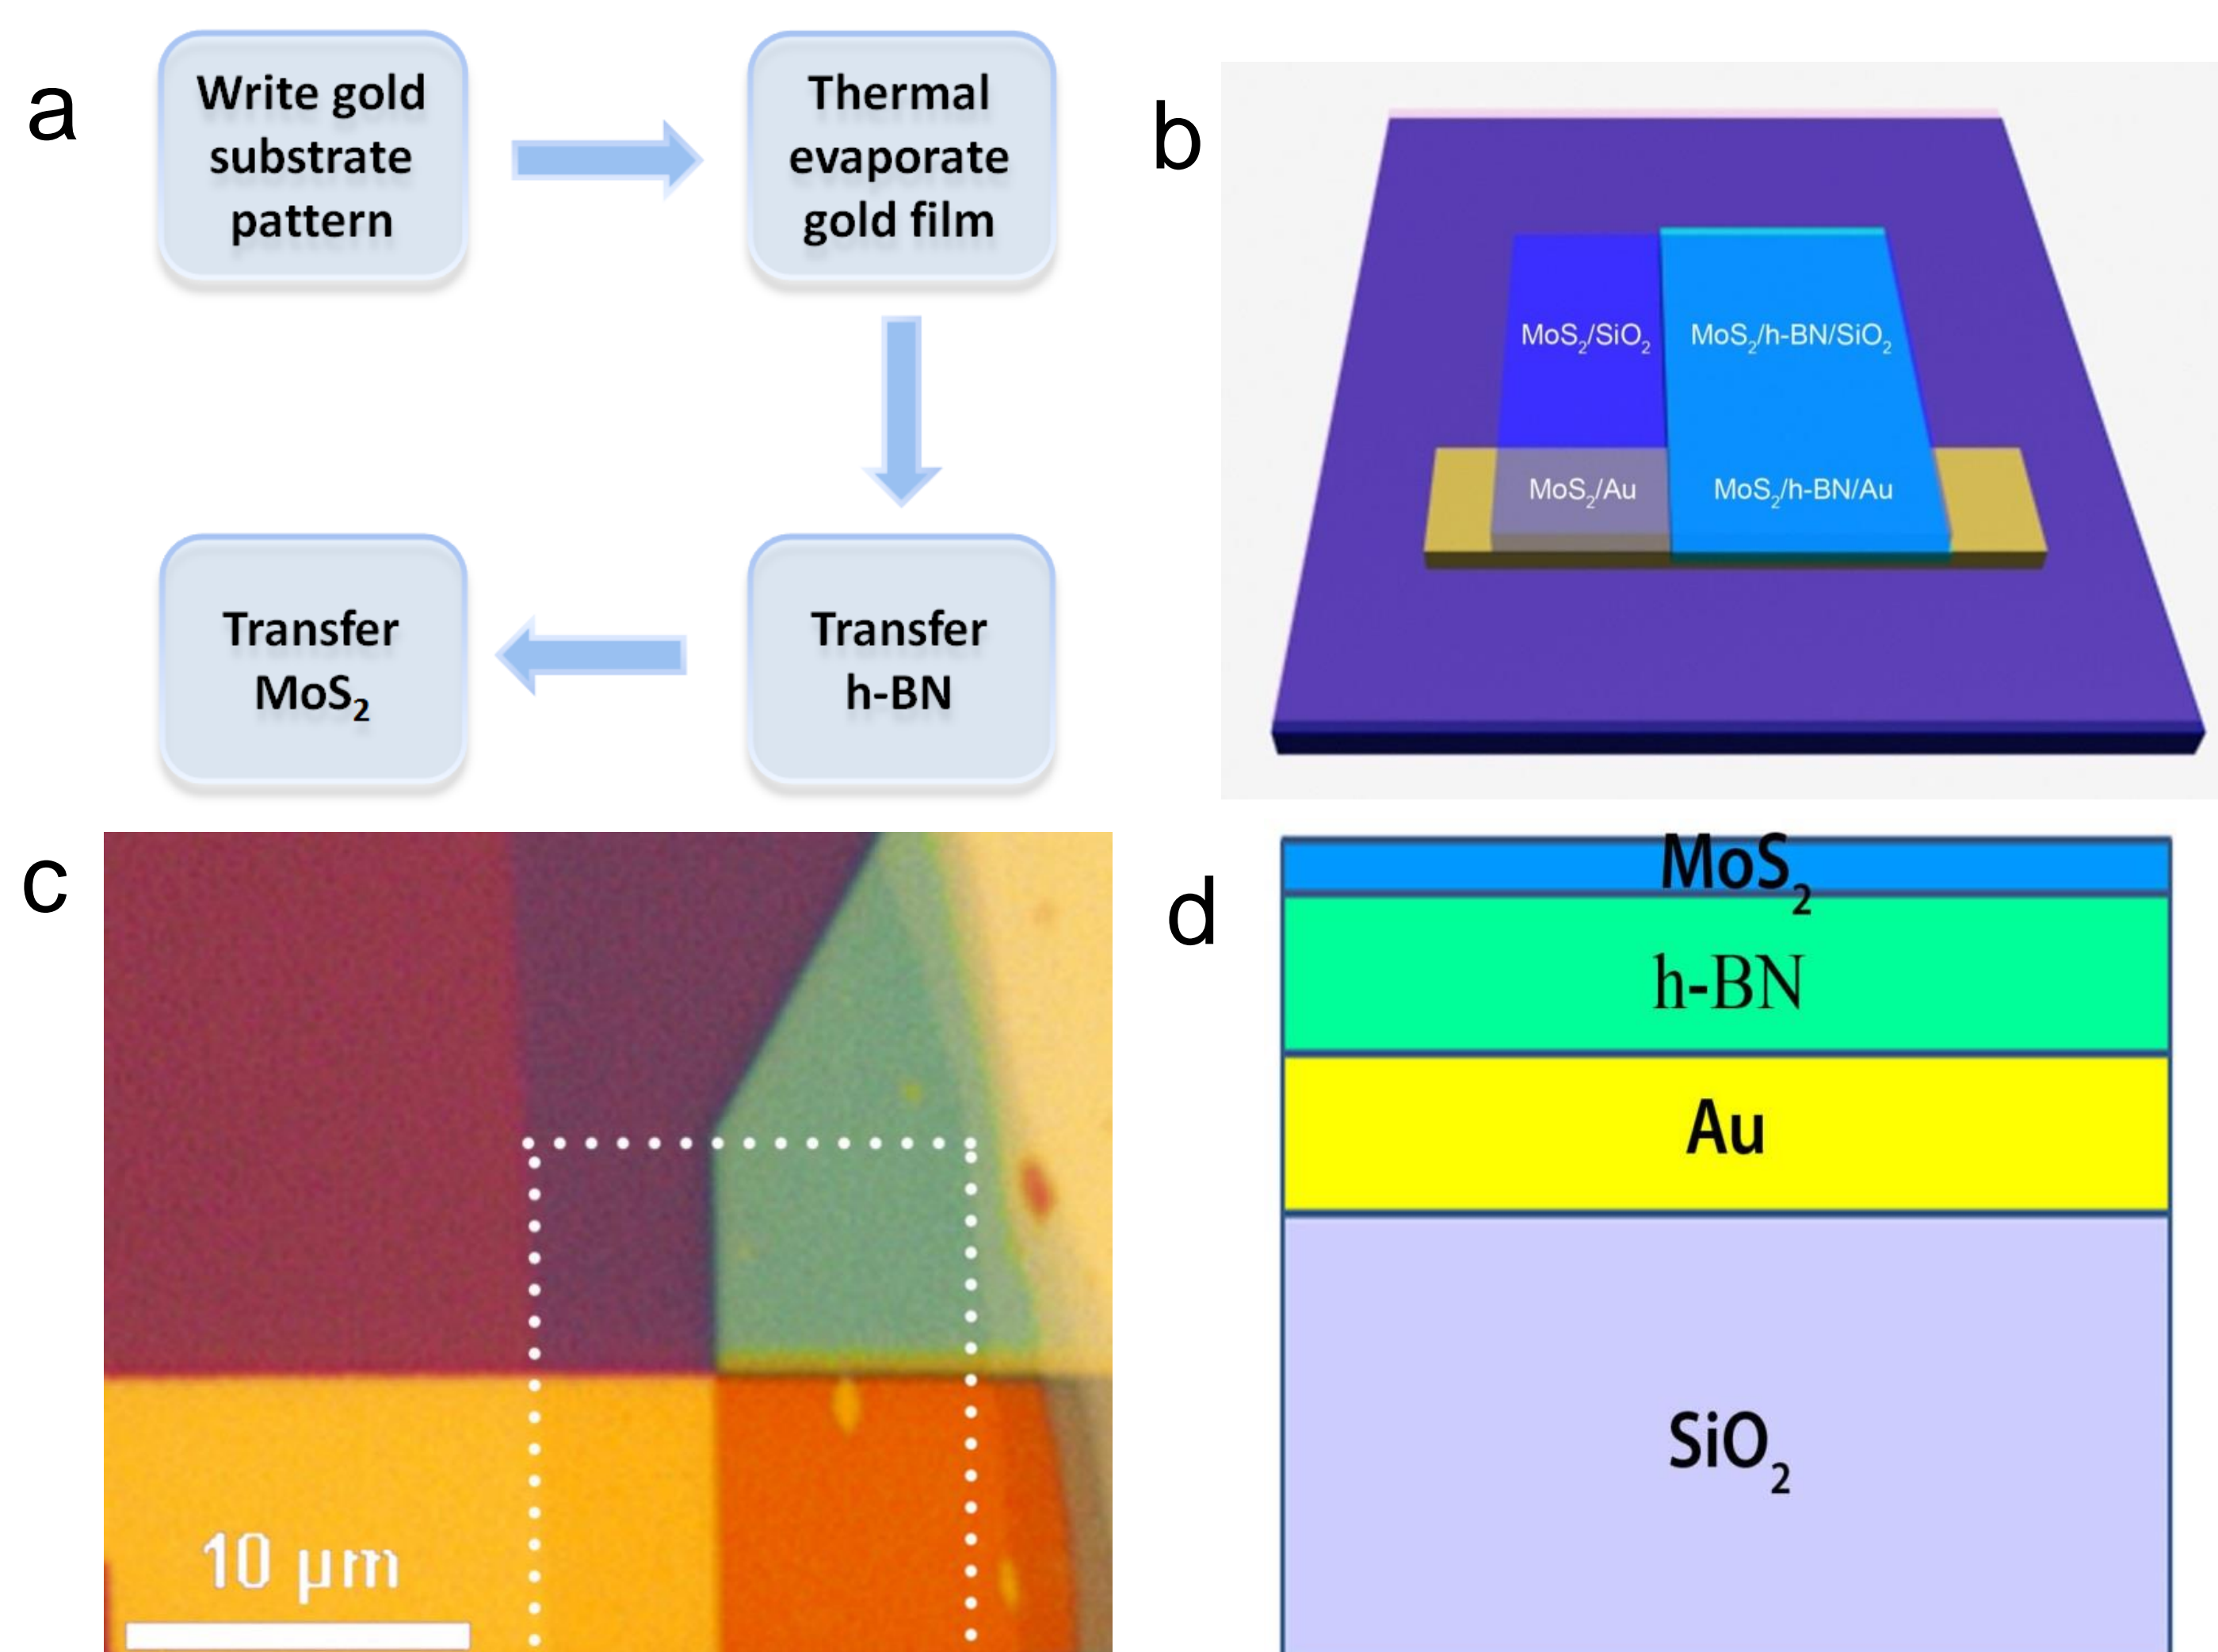 a
Write gold
substrate
pattern
Thermal
evaporate
gold film
Transfer
h-BN
Transfer
MoS₂
b
MoS₂/SiO₂
MoS₂/h-BN/SiO₂
MoS₂/Au
MoS₂/h-BN/Au
c
10 μm
d
MoS₂
h-BN
Au
SiO₂